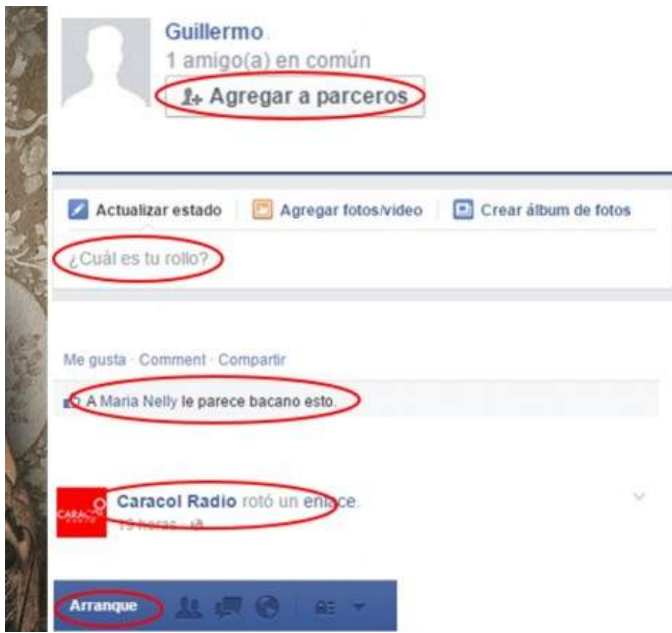 Guillermo.
1 amigo(a) en común
Agregar a parceros
Actualizar estado Agregar fotos/video Crear álbum de fotos
¿Cuál es tu rollo?
Me gusta · Comment · Compartir
A Maria Nelly le parece bacano esto.
Caracol Radio rotó un enlace.
19 horas ·
Arranque